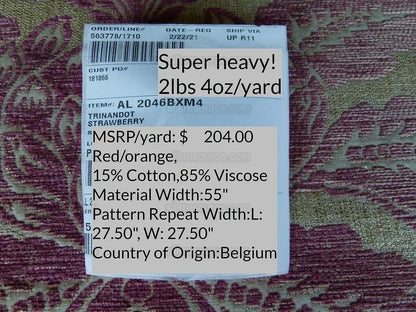 ORDER/LINE#
DATE-REQ
SHIP VIA
563778/1710
2/22/21
UP R11
CUST PO#
181866
Super heavy!
2lbs 4oz/yard
ITEM#: AL 2046BXM4
TRINANDOT
STRAWBERRY
MSRP/yard: $ 204.00
Red/orange,
15% Cotton,85% Viscose
Material Width:55"
Pattern Repeat Width:L:
27.50", W: 27.50"
Country of Origin:Belgium